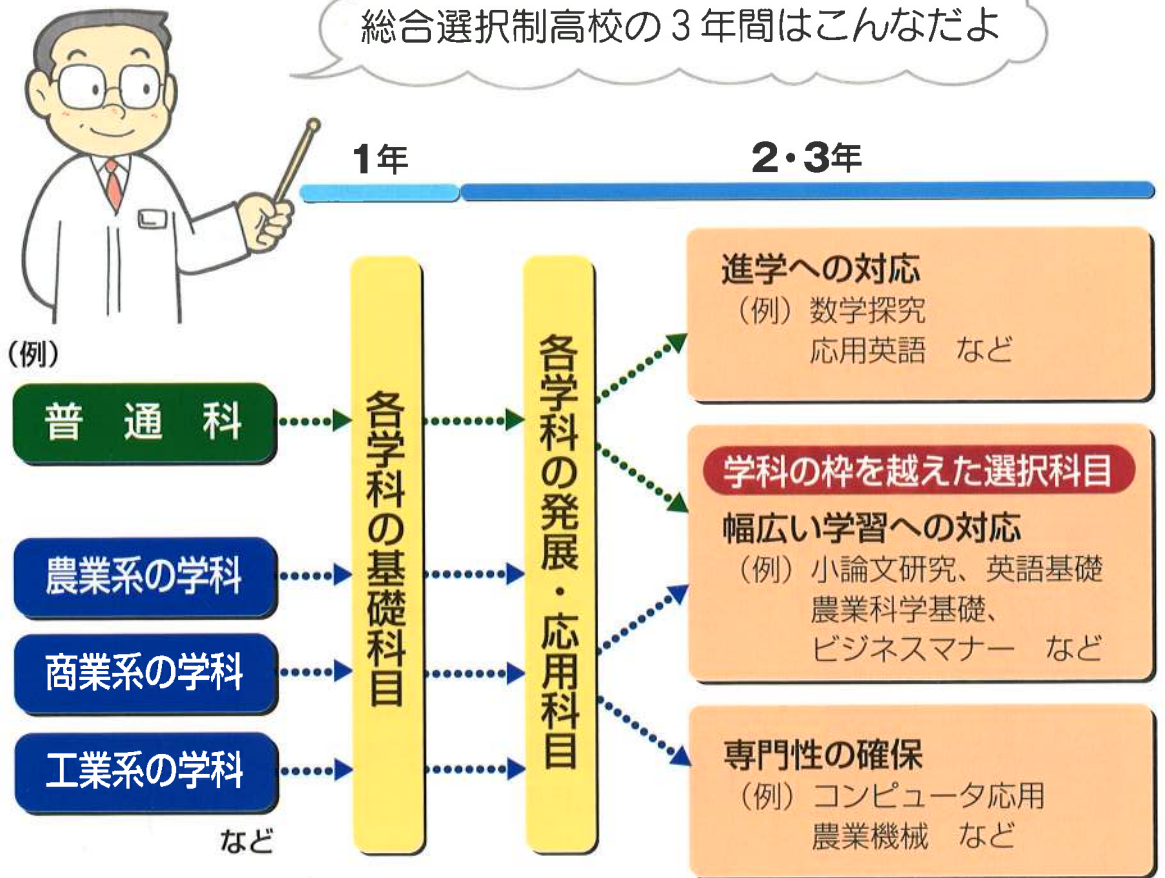 総合選択制高校の3年間はこんなだよ
1年
2・3年
(例)
普通科
農業系の学科
商業系の学科
工業系の学科
など
各学科の基礎科目
各学科の発展・応用科目
進学への対応
(例)数学探究
応用英語 など
学科の枠を越えた選択科目
幅広い学習への対応
(例)小論文研究、英語基礎
農業科学基礎、
ビジネスマナー など
専門性の確保
(例)コンピュータ応用
農業機械 など